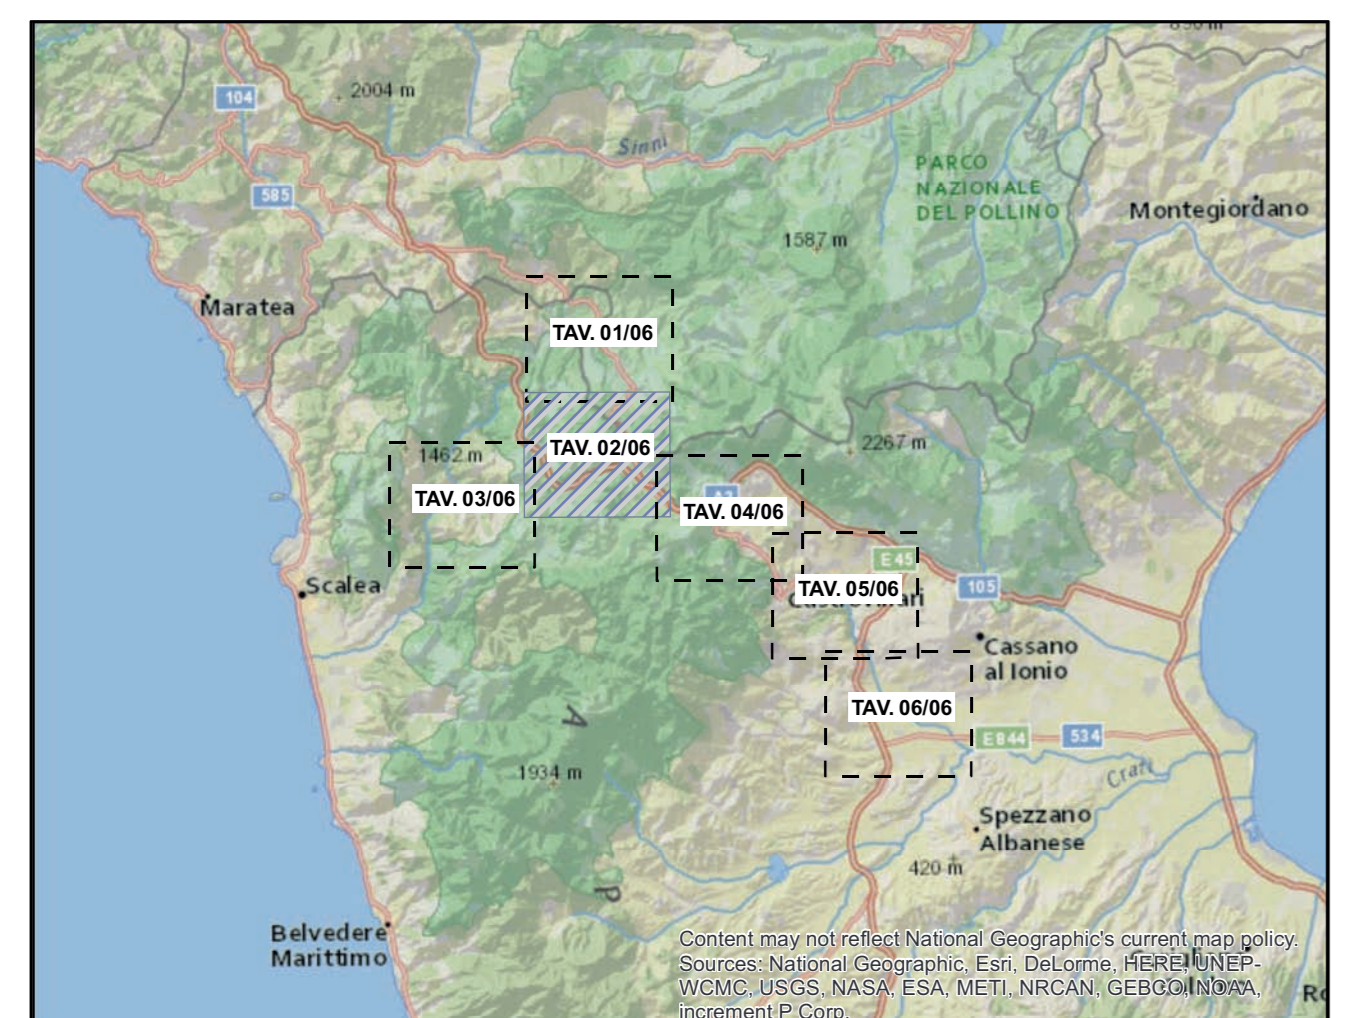 890 m
2004 m
104
Sinni
PARCO
NAZIONALE
DEL POLLINO
585
Montegiordano
1587 m
Maratea
TAV. 01/06
TAV. 02/06
2267 m
1462 m
TAV. 03/06
TAV. 04/06
E45
Scalea
TAV. 05/06
105
Cassano
al Ionio
TAV. 06/06
A
E844
534
1934 m
Crati
Spezzano
Albanese
420 m
P
Belvedere
Marittimo
Content may not reflect National Geographic's current map policy.
Sources: National Geographic, Esri, DeLorme, HERE, UNEP-
WCMC, USGS, NASA, ESA, METI, NRCAN, GEBCO, NOAA,
increment P Corp.